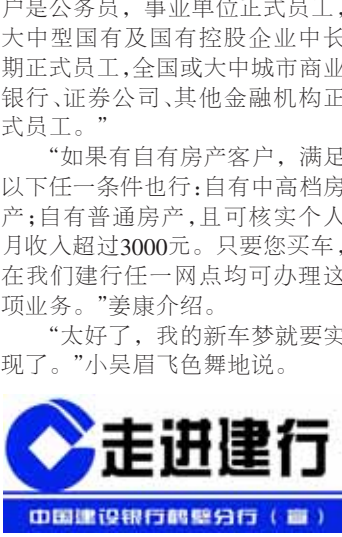 户是公务员，事业单位正式员工，
大中型国有及国有控股企业中长
期正式员工，全国或大中城市商业
银行、证券公司、其他金融机构正
式员工。”
“如果有自有房产客户，满足
以下任一条件也行：自有中高档房
产；自有普通房产，且可核实个人
月收入超过3000元。只要您买车，
在我们建行任一网点均可办理这
项业务。”姜康介绍。
“太好了，我的新车梦就要实
现了。”小吴眉飞色舞地说。
走进建行
中国建设银行鹤壁分行（宣）